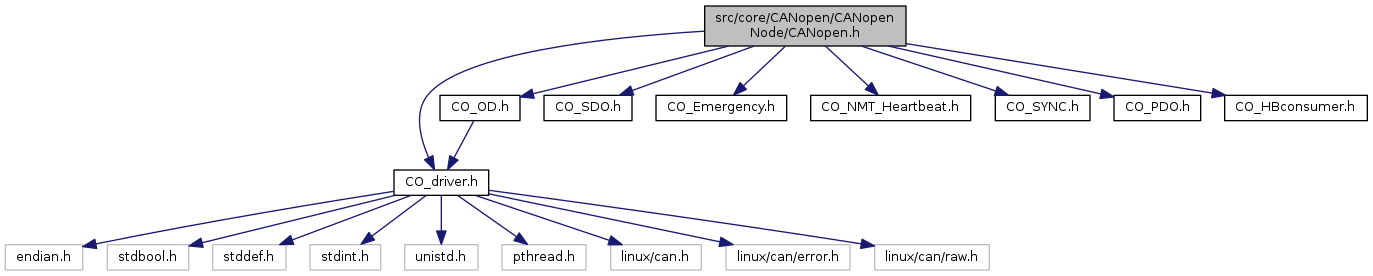 src/core/CANopen/CANopen
Node/CANopen.h
CO_OD.h
CO_SDO.h
CO_Emergency.h
CO_NMT_Heartbeat.h
CO_SYNC.h
CO_PDO.h
CO_HBconsumer.h
CO_driver.h
endian.h
stdbool.h
stddef.h
stdint.h
unistd.h
pthread.h
linux/can.h
linux/can/error.h
linux/can/raw.h